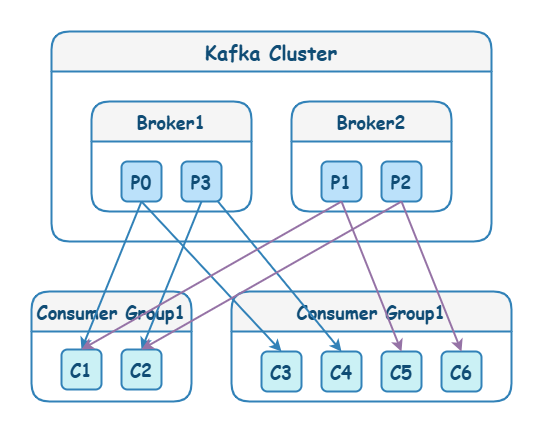 Kafka Cluster
Broker1
Broker2
P0
P3
P1
P2
Consumer Group1
Consumer Group1
C1
C2
C3
C4
C5
C6